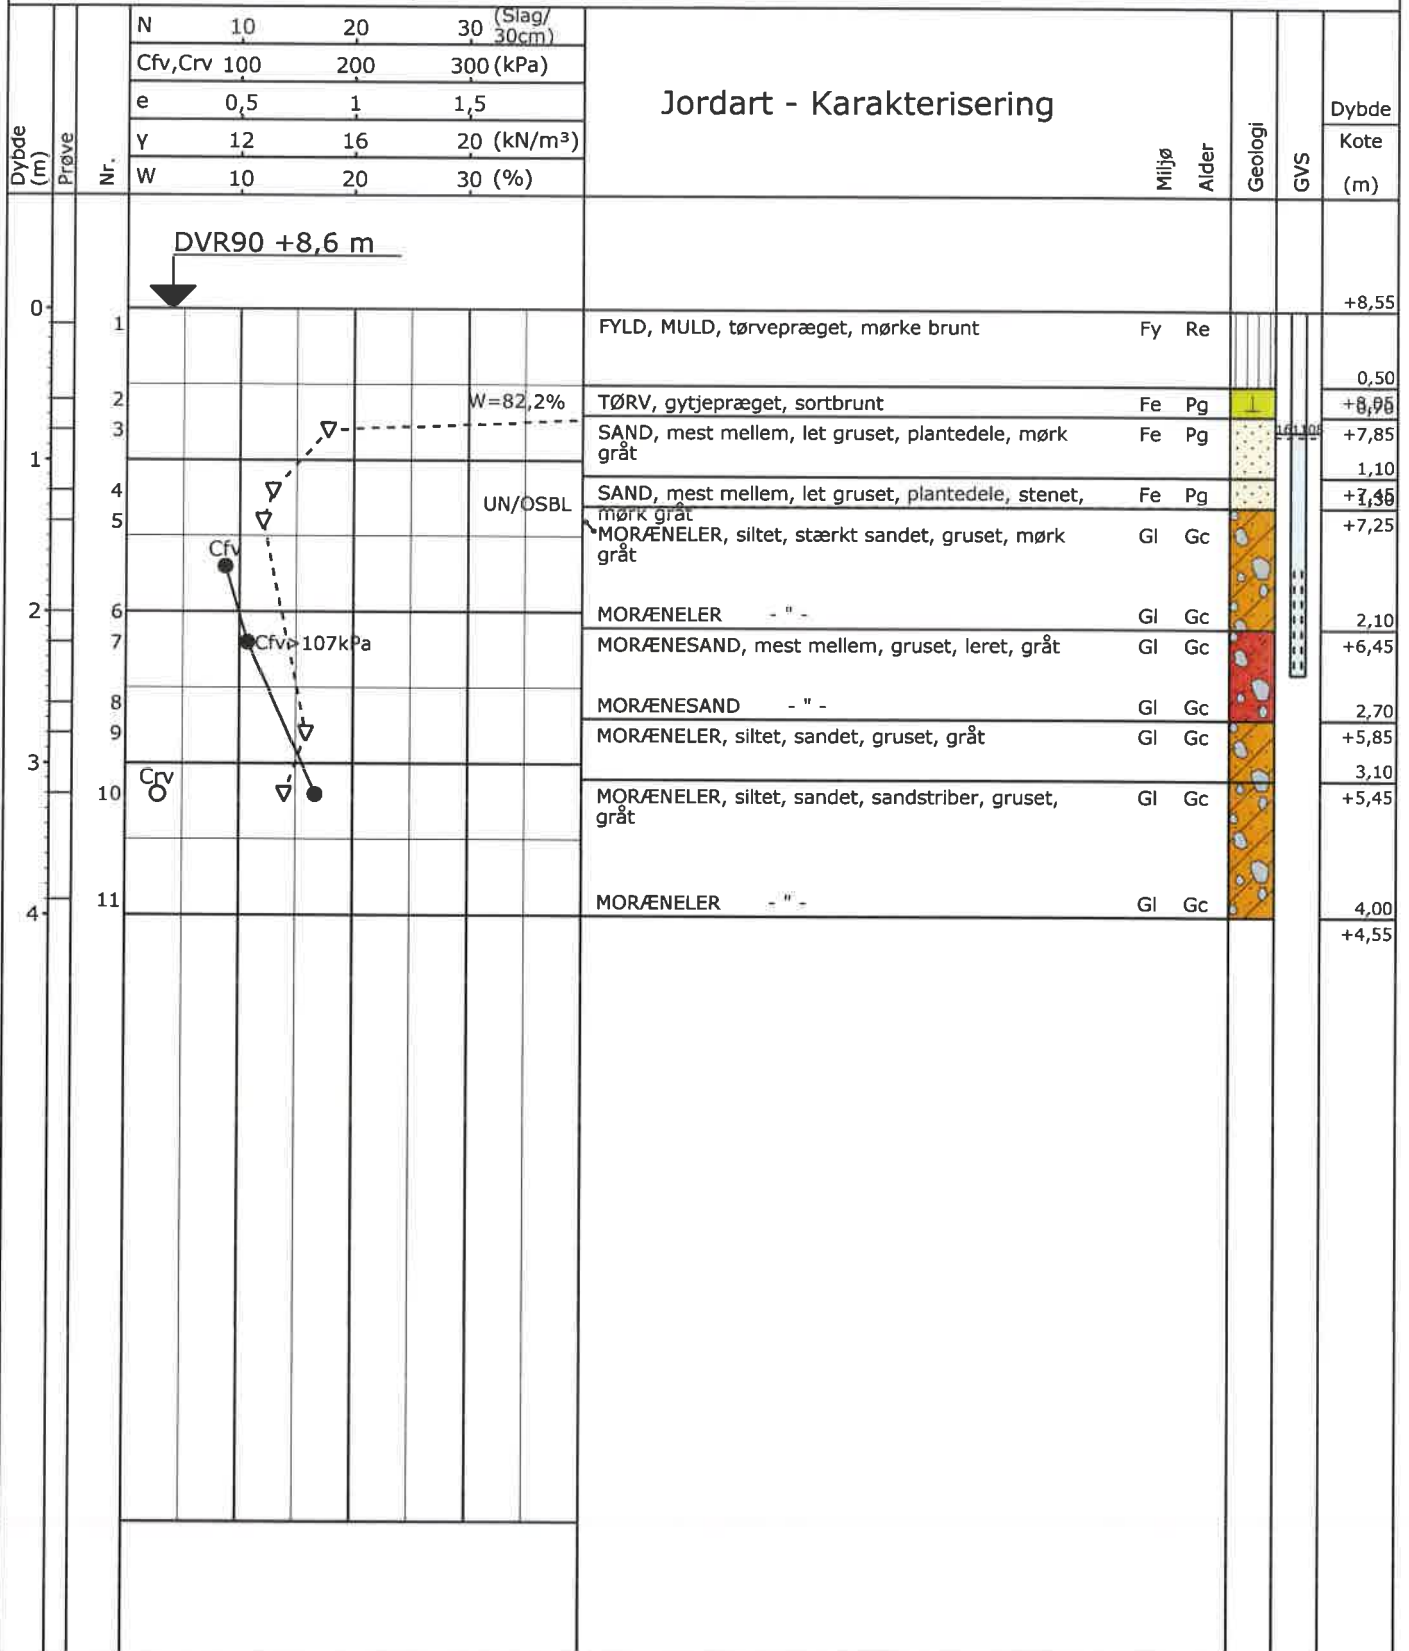 N 10 20 30 (Slag/30cm)
Cfv,Crv 100 200 300 (kPa)
e 0,5 1 1,5
γ 12 16 20 (kN/m³)
W 10 20 30 (%)
Dybde (m)
Prøve
Nr.
Jordart - Karakterisering
Miljø
Alder
Geologi
GVS
Dybde
Kote
(m)
DVR90 +8,6 m
0 +8,55
1 FYLD, MULD, tørvepræget, mørke brunt Fy Re
0,50
2 W=82,2% TØRV, gytjepræget, sortbrunt Fe Pg +8,05
0,70
3 SAND, mest mellem, let gruset, plantedele, mørk Fe Pg +7,85
gråt
1 1,10
4 SAND, mest mellem, let gruset, plantedele, stenet, Fe Pg +7,45
mørk gråt 1,30
UN/OSBL
5 MORÆNELER, siltet, stærkt sandet, gruset, mørk Gl Gc +7,25
gråt
Cfv
2 6 MORÆNELER - " - Gl Gc 2,10
7 Cfv>107kPa MORÆNESAND, mest mellem, gruset, leret, gråt Gl Gc +6,45
8 MORÆNESAND - " - Gl Gc 2,70
9 MORÆNELER, siltet, sandet, gruset, gråt Gl Gc +5,85
3 3,10
Crv
10 MORÆNELER, siltet, sandet, sandstriber, gruset, Gl Gc +5,45
gråt
11 MORÆNELER - " - Gl Gc 4,00
4 +4,55